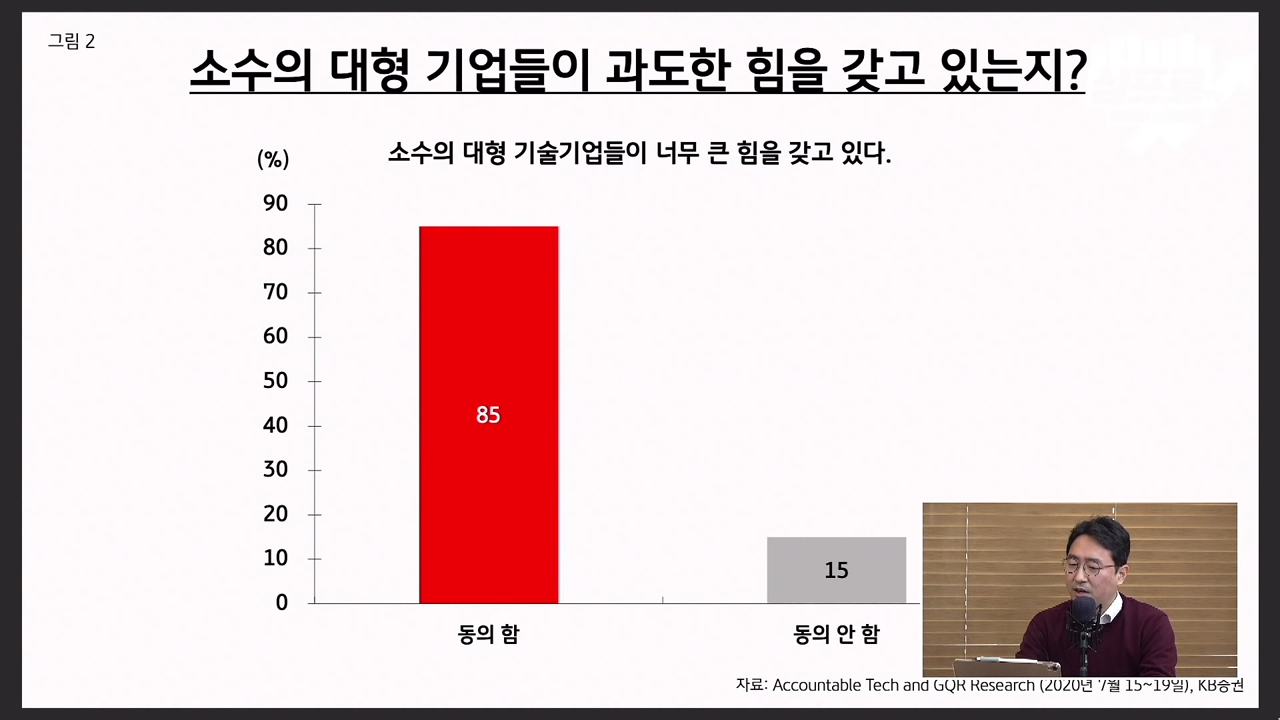 그림 2
소수의 대형 기업들이 과도한 힘을 갖고 있는지?
(%)
소수의 대형 기술기업들이 너무 큰 힘을 갖고 있다.
90
80
70
60
50
40
30
20
10
0
85
15
동의 함
동의 안 함
자료: Accountable Tech and GQR Research (2020년 7월 15~19일), KB증권